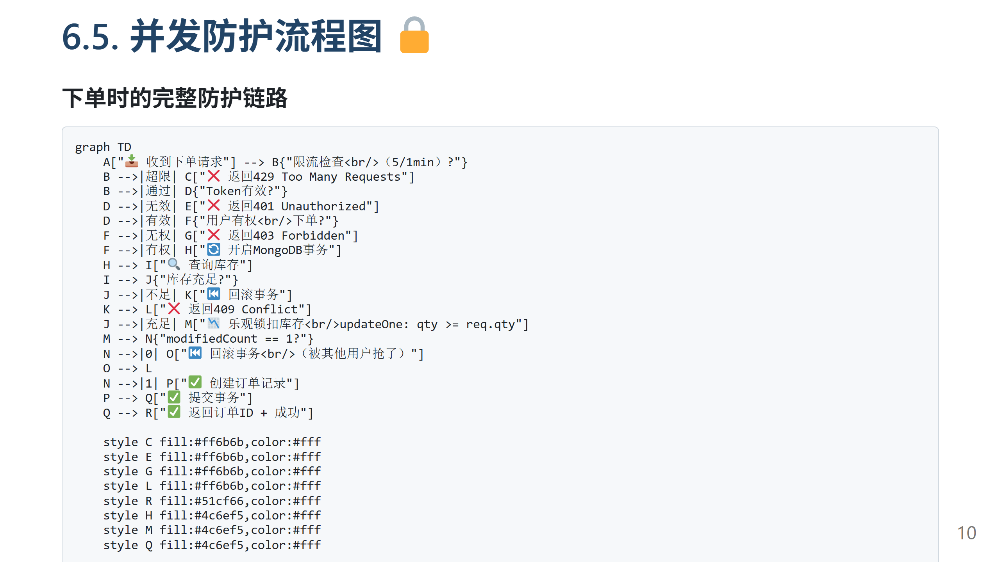 6.5. 并发防护流程图 🔒
下单时的完整防护链路
graph TD
    A["📥 收到下单请求"] --> B{"限流检查<br/>（5/1min）?"}
    B -->|超限| C["❌ 返回429 Too Many Requests"]
    B -->|通过| D{"Token有效?"}
    D -->|无效| E["❌ 返回401 Unauthorized"]
    D -->|有效| F{"用户有权<br/>下单?"}
    F -->|无权| G["❌ 返回403 Forbidden"]
    F -->|有权| H["🔄 开启MongoDB事务"]
    H --> I["🔍 查询库存"]
    I --> J{"库存充足?"}
    J -->|不足| K["⏮️ 回滚事务"]
    K --> L["❌ 返回409 Conflict"]
    J -->|充足| M["📉 乐观锁扣库存<br/>updateOne: qty >= req.qty"]
    M --> N{"modifiedCount == 1?"}
    N -->|0| O["⏮️ 回滚事务<br/>（被其他用户抢了）"]
    O --> L
    N -->|1| P["✅ 创建订单记录"]
    P --> Q["✅ 提交事务"]
    Q --> R["✅ 返回订单ID + 成功"]
    style C fill:#ff6b6b,color:#fff
    style E fill:#ff6b6b,color:#fff
    style G fill:#ff6b6b,color:#fff
    style L fill:#ff6b6b,color:#fff
    style R fill:#51cf66,color:#fff
    style H fill:#4c6ef5,color:#fff
    style M fill:#4c6ef5,color:#fff
    style Q fill:#4c6ef5,color:#fff
10